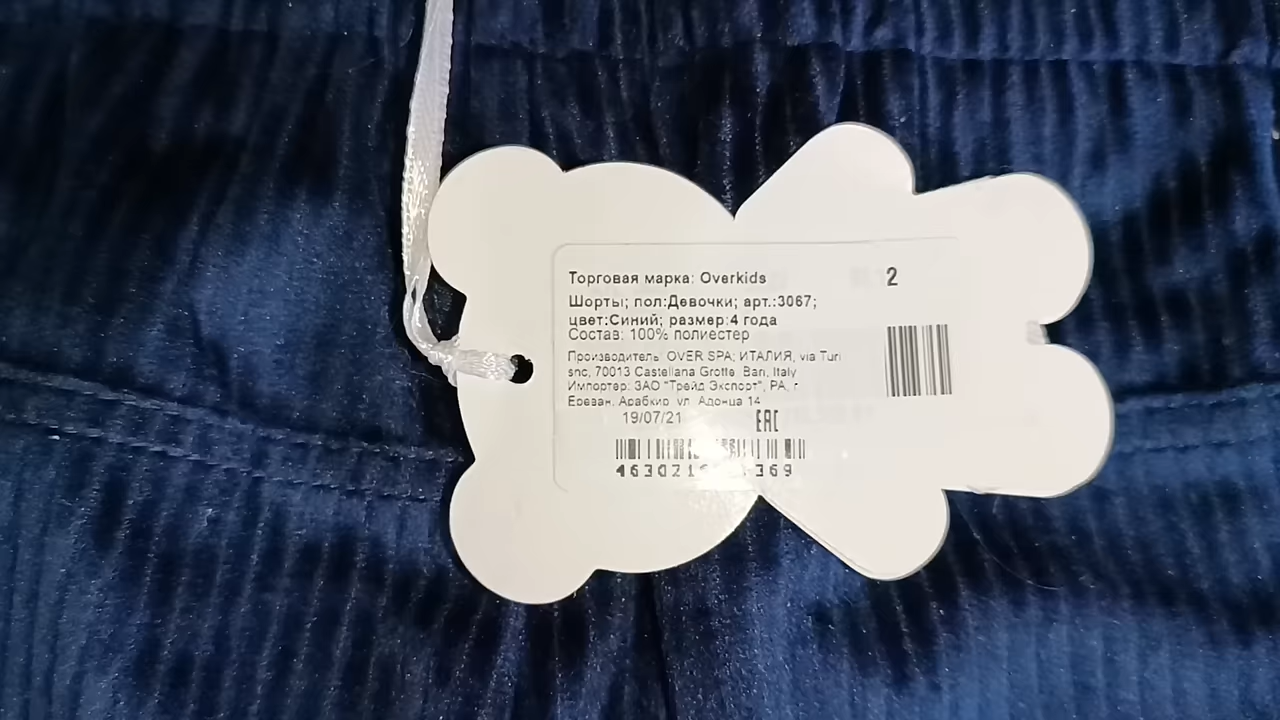 Торговая марка: Overkids
2
Шорты; пол:Девочки; арт.:3067;
цвет:Синий; размер:4 года
Состав: 100% полиестер
Производитель: OVER SPA; ИТАЛИЯ, via Turi
snc, 70013 Castellana Grotte, Bari, Italy
Импортер: ЗАО "Трейд Экспорт", РА, г.
Ереван, Арабкир, ул. Адонца 14
19/07/21
EAC